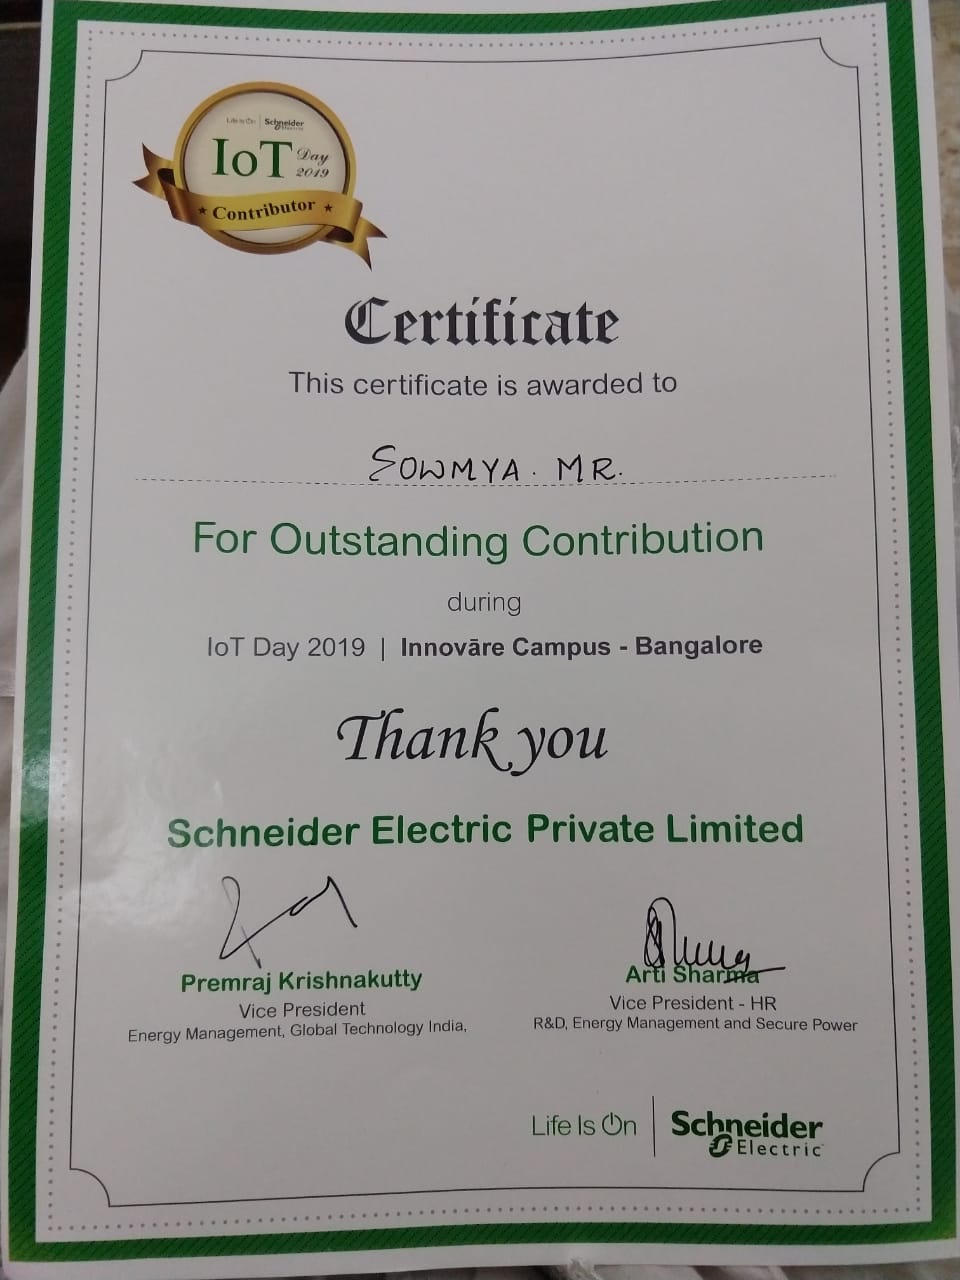 Life Is On | Schneider Electric
IoT Day 2019
★ Contributor ★
Certificate
This certificate is awarded to
SOWMYA. MR.
For Outstanding Contribution
during
IoT Day 2019 | Innovāre Campus - Bangalore
Thank you
Schneider Electric Private Limited
Premraj Krishnakutty
Vice President
Energy Management, Global Technology India,
Arti Sharma
Vice President - HR
R&D, Energy Management and Secure Power
Life Is On | Schneider Electric